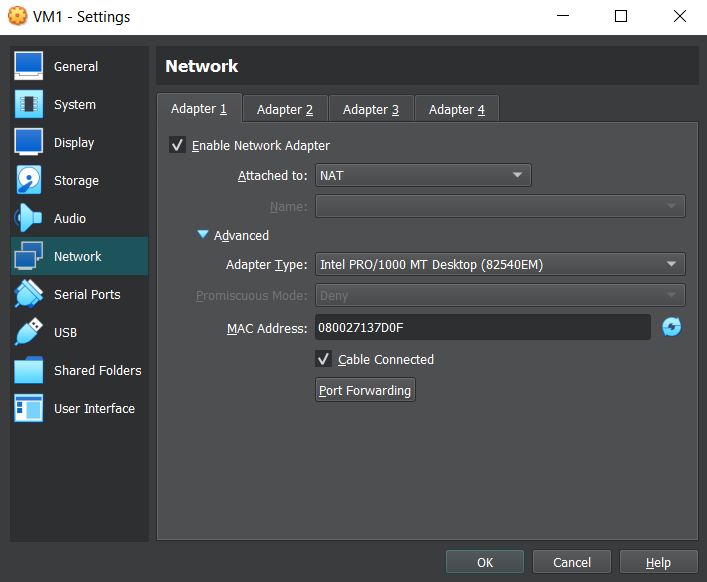 VM1 - Settings
General
System
Display
Storage
Audio
Network
Serial Ports
USB
Shared Folders
User Interface
Network
Adapter 1
Adapter 2
Adapter 3
Adapter 4
Enable Network Adapter
Attached to: NAT
Name:
Advanced
Adapter Type: Intel PRO/1000 MT Desktop (82540EM)
Promiscuous Mode: Deny
MAC Address: 080027137D0F
Cable Connected
Port Forwarding
OK
Cancel
Help